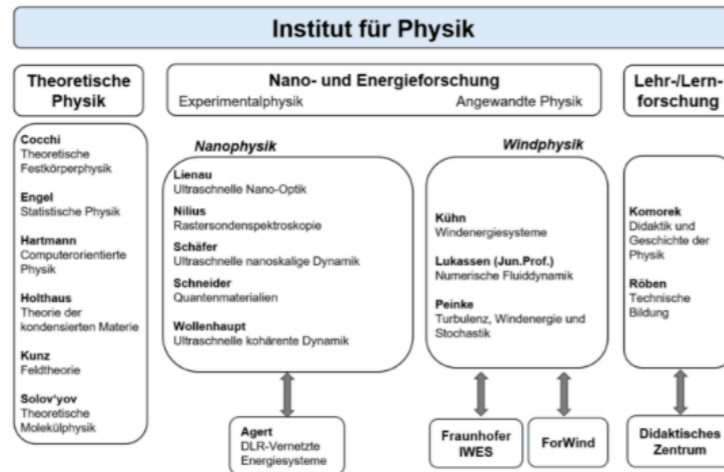 Institut für Physik
Theoretische
Physik
Cocchi
Theoretische
Festkörperphysik
Engel
Statistische Physik
Hartmann
Computerorientierte
Physik
Holthaus
Theorie der
kondensierten Materie
Kunz
Feldtheorie
Solov'yov
Theoretische
Molekülphysik
Nano- und Energieforschung
Experimentalphysik
Angewandte Physik
Nanophysik
Lienau
Ultraschnelle Nano-Optik
Nilius
Rastersondenspektroskopie
Schäfer
Ultraschnelle nanoskalige Dynamik
Schneider
Quantenmaterialien
Wollenhaupt
Ultraschnelle kohärente Dynamik
Agert
DLR-Vernetzte
Energiesysteme
Windphysik
Kühn
Windenergiesysteme
Lukassen (Jun.Prof.)
Numerische Fluiddynamik
Peinke
Turbulenz, Windenergie und
Stochastik
Fraunhofer
IWES
ForWind
Lehr-/Lern-
forschung
Komorek
Didaktik und
Geschichte der
Physik
Röben
Technische
Bildung
Didaktisches
Zentrum